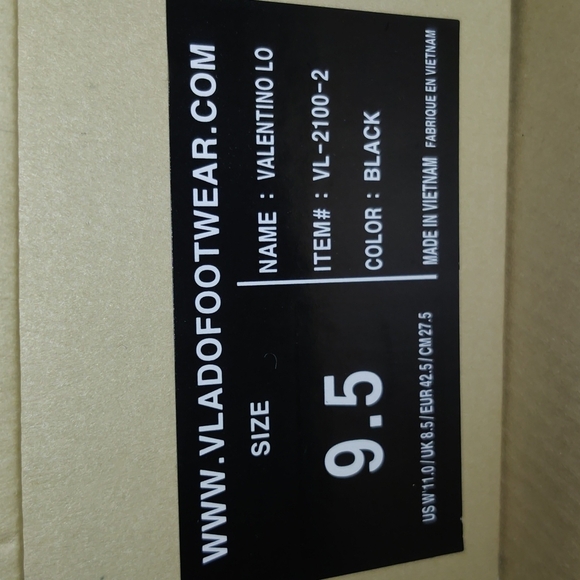 WWW.VLADOFOOTWEAR.COM
SIZE
9.5
US W'11.0/UK 8.5/EUR 42.5/CM 27.5
NAME : VALENTINO LO
ITEM# : VL-2100-2
COLOR : BLACK
MADE IN VIETNAM FABRIQUE EN VIETNAM